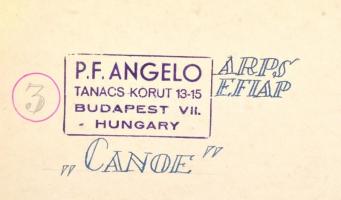 3
P.F. ANGELO
TANACS KORUT 13-15
BUDAPEST VII.
- HUNGARY
ARPS
EFIAP
„CANOE”